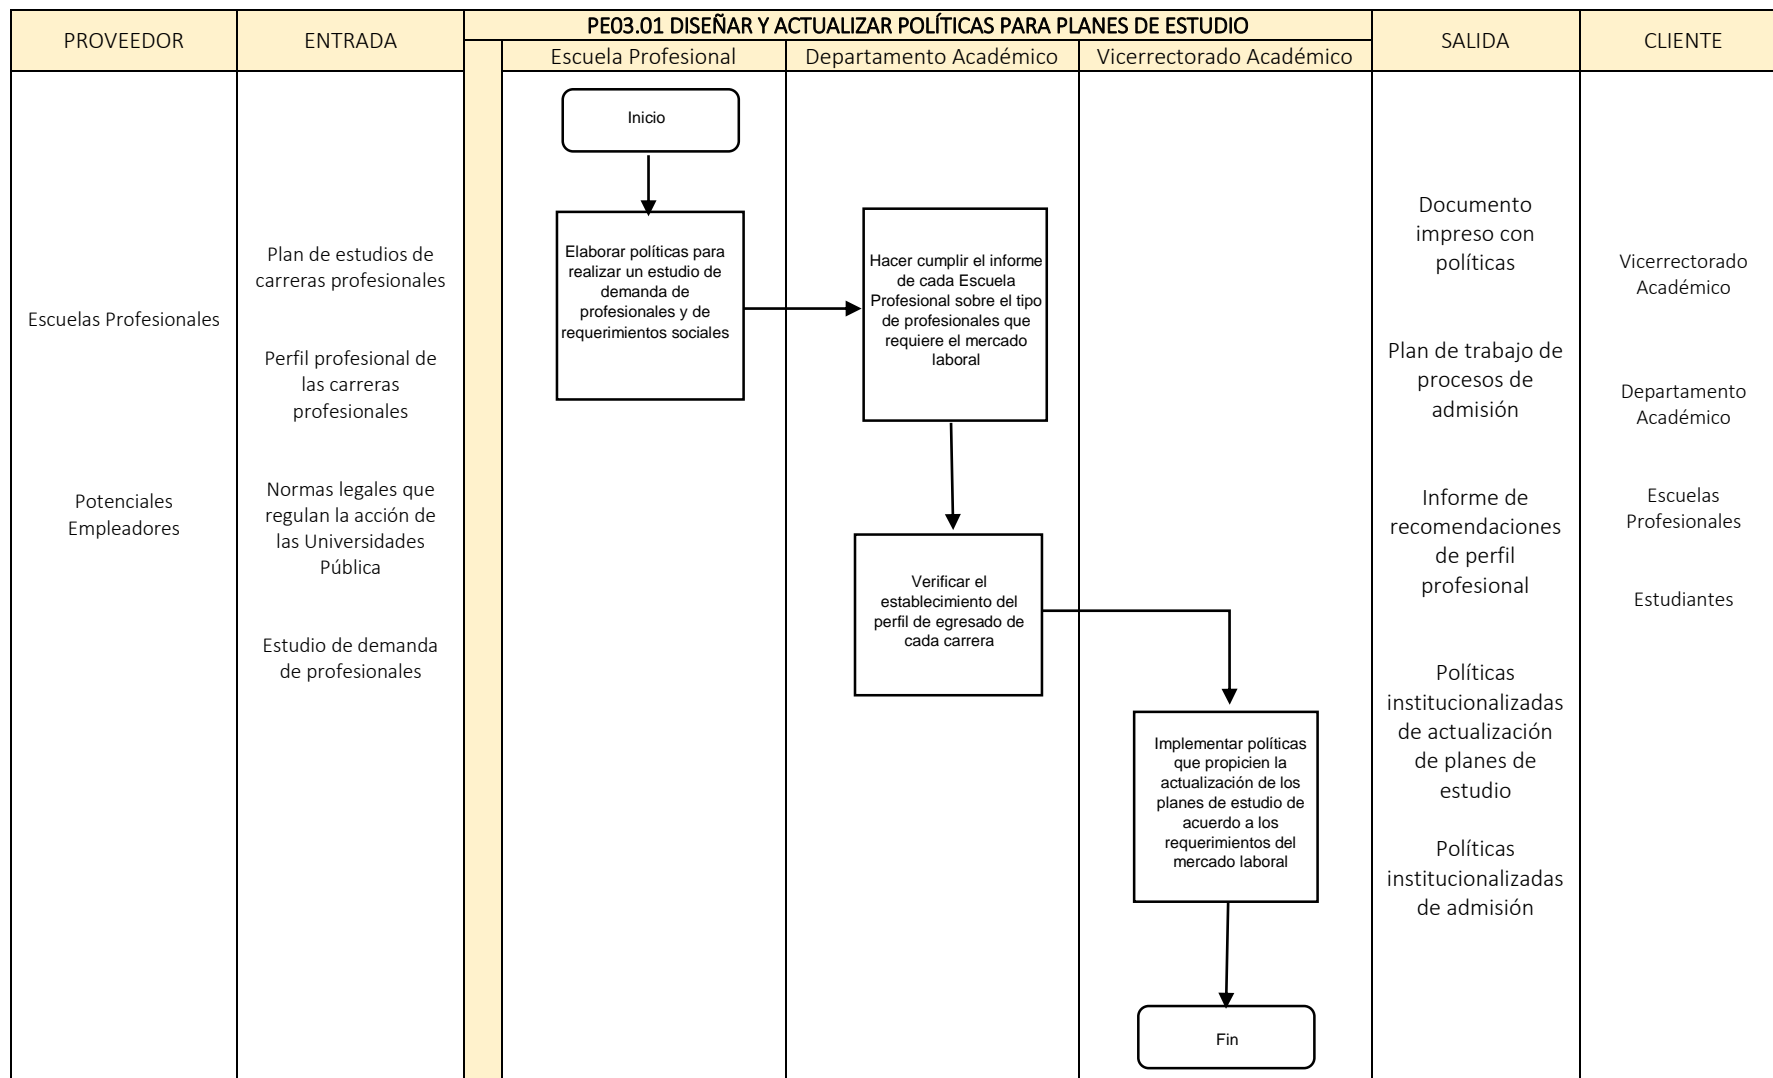 PROVEEDOR
ENTRADA
PE03.01 DISEÑAR Y ACTUALIZAR POLÍTICAS PARA PLANES DE ESTUDIO
SALIDA
CLIENTE
Escuela Profesional
Departamento Académico
Vicerrectorado Académico
Escuelas Profesionales
Potenciales
Empleadores
Plan de estudios de
carreras profesionales
Perfil profesional de
las carreras
profesionales
Normas legales que
regulan la acción de
las Universidades
Pública
Estudio de demanda
de profesionales
Inicio
Elaborar políticas para
realizar un estudio de
demanda de
profesionales y de
requerimientos sociales
Hacer cumplir el informe
de cada Escuela
Profesional sobre el tipo
de profesionales que
requiere el mercado
laboral
Verificar el
establecimiento del
perfil de egresado de
cada carrera
Implementar políticas
que propicien la
actualización de los
planes de estudio de
acuerdo a los
requerimientos del
mercado laboral
Fin
Documento
impreso con
políticas
Plan de trabajo de
procesos de
admisión
Informe de
recomendaciones
de perfil
profesional
Políticas
institucionalizadas
de actualización
de planes de
estudio
Políticas
institucionalizadas
de admisión
Vicerrectorado
Académico
Departamento
Académico
Escuelas
Profesionales
Estudiantes